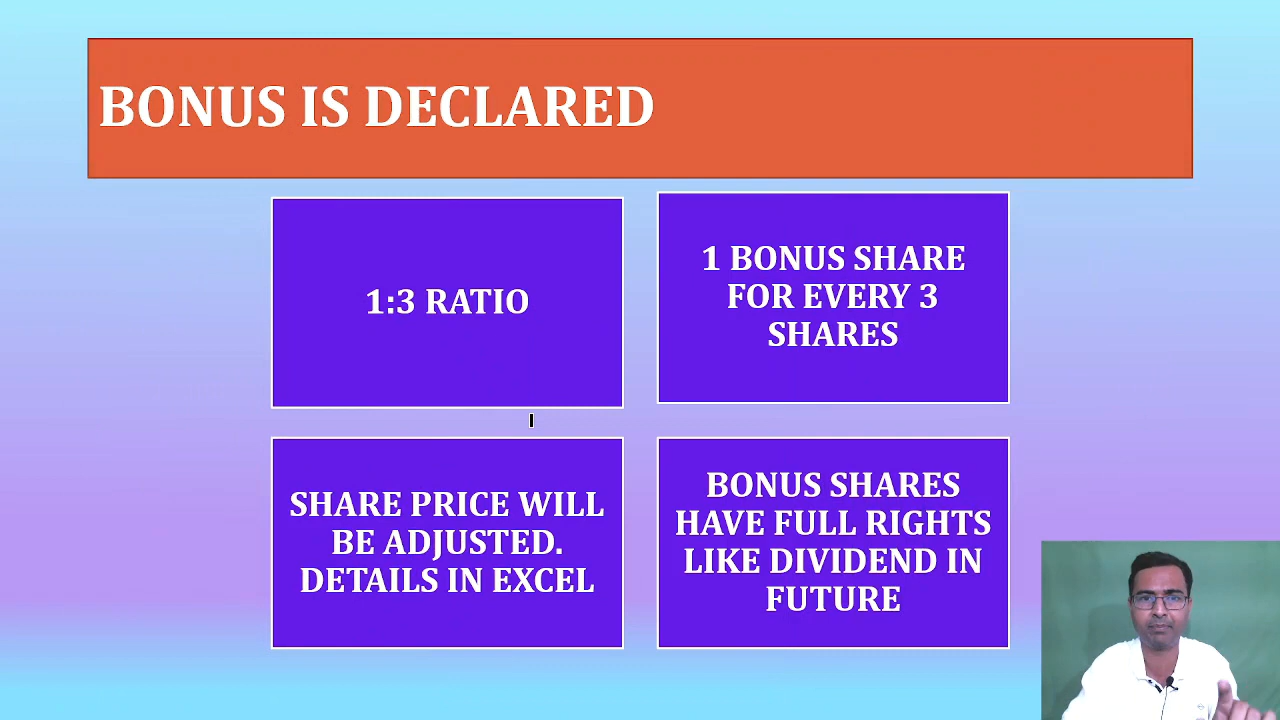 BONUS IS DECLARED
1:3 RATIO
1 BONUS SHARE
FOR EVERY 3
SHARES
SHARE PRICE WILL
BE ADJUSTED.
DETAILS IN EXCEL
BONUS SHARES
HAVE FULL RIGHTS
LIKE DIVIDEND IN
FUTURE